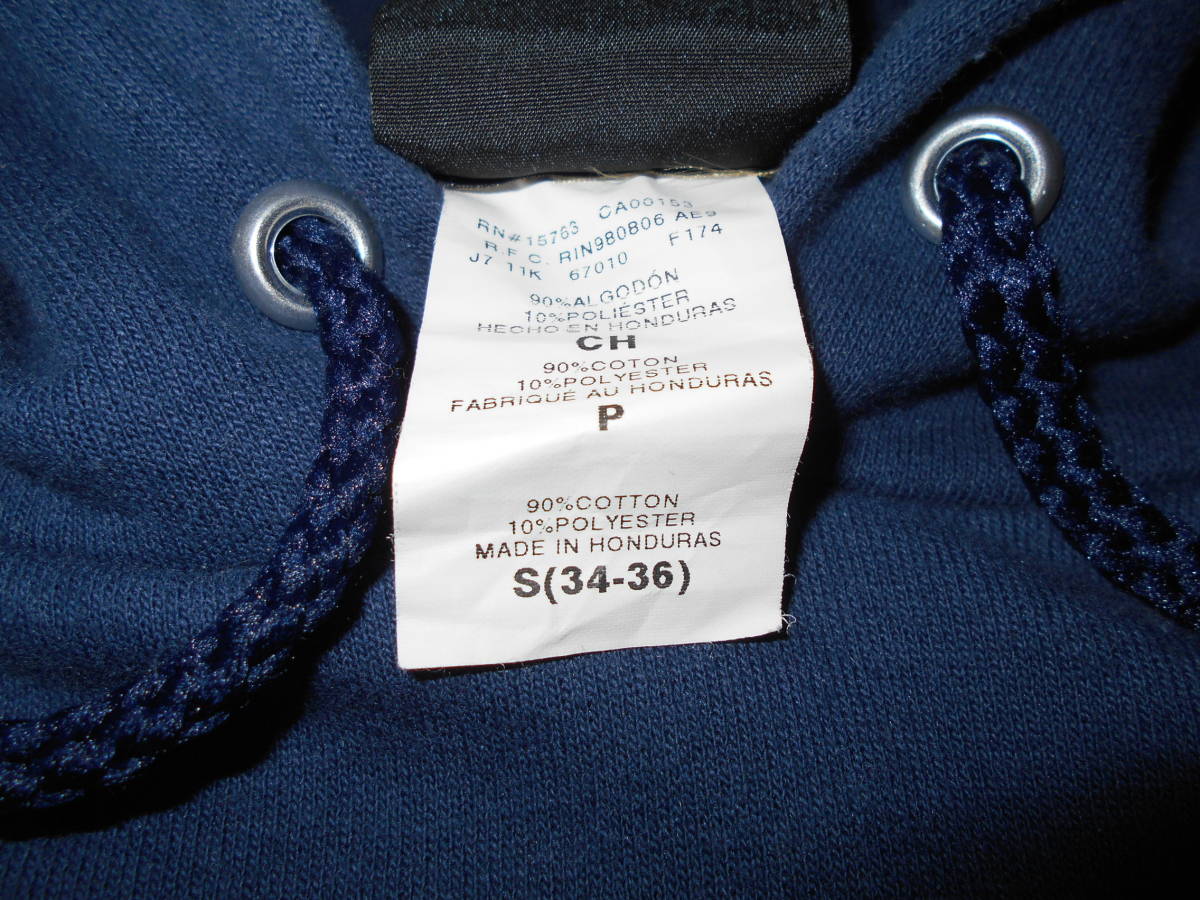 RN#15763 CA00153
R.F.C. RIN980806 AE9
J7 11K 67010 F174
90%ALGODÓN
10%POLIÉSTER
HECHO EN HONDURAS
CH
90%COTON
10%POLYESTER
FABRIQUÉ AU HONDURAS
P
90%COTTON
10%POLYESTER
MADE IN HONDURAS
S(34-36)